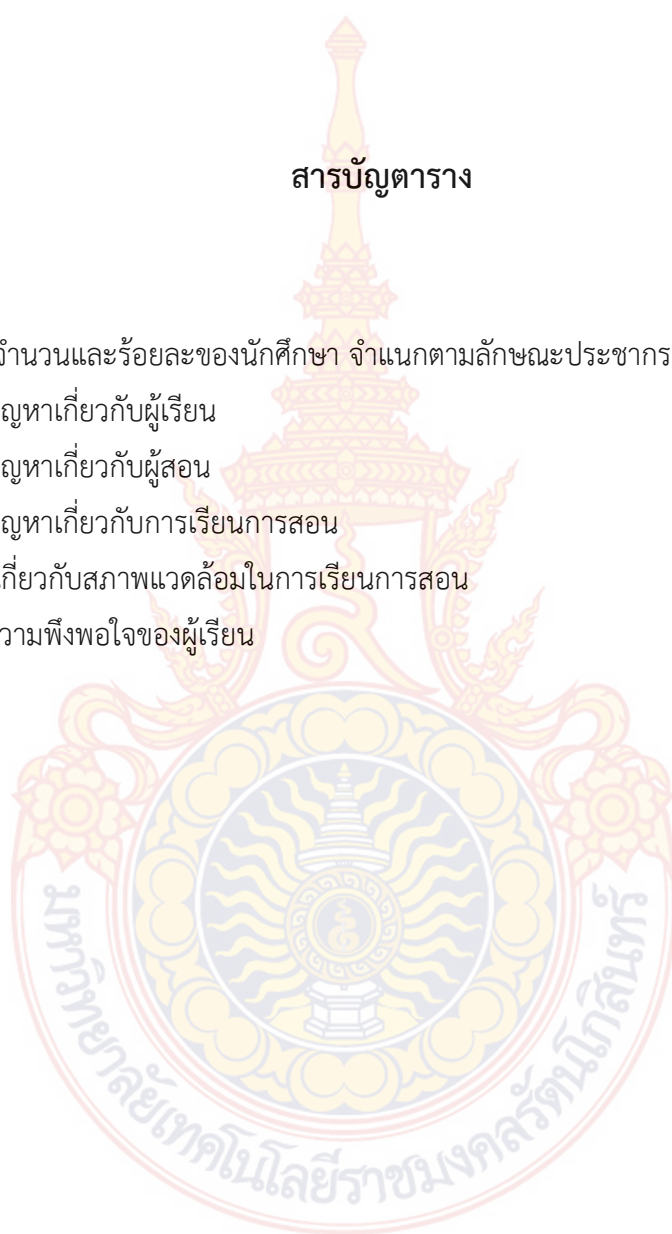 สารบัญตาราง
จำนวนและร้อยละของนักศึกษา จำแนกตามลักษณะประชากร
ญหาเกี่ยวกับผู้เรียน
ญหาเกี่ยวกับผู้สอน
ญหาเกี่ยวกับการเรียนการสอน
เกี่ยวกับสภาพแวดล้อมในการเรียนการสอน
วามพึงพอใจของผู้เรียน
มหาวิทยาลัยเทคโนโลยีราชมงคลรัตนโกสินทร์